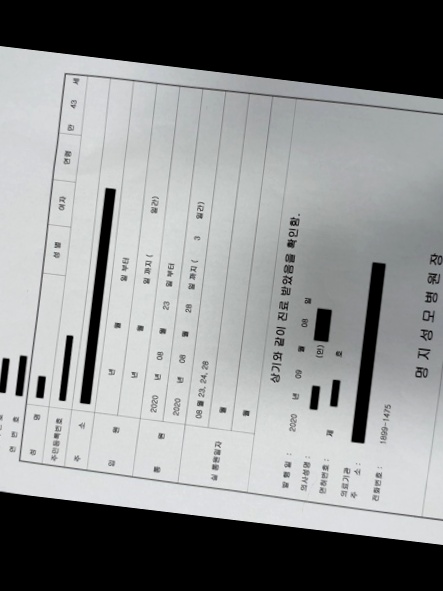 연 번 호 :
성 명 성 별 여자 연령 만 43 세
주민등록번호
주 소
입 원 년 월 일 부터
년 월 일 까지 ( 일간)
통 원 2020 년 08 월 23 일 부터
2020 년 08 월 28 일 까지 ( 3 일간)
실 통원일자 08 월 23, 24, 28
월
월
상기와 같이 진료 받았음을 확인함.
발 행 일 : 2020 년 09 월 08 일
의사성명 : (인)
면허번호 : 제 호
의료기관
주 소 :
전화번호 : 1899-1475
명 지 성 모 병 원 장